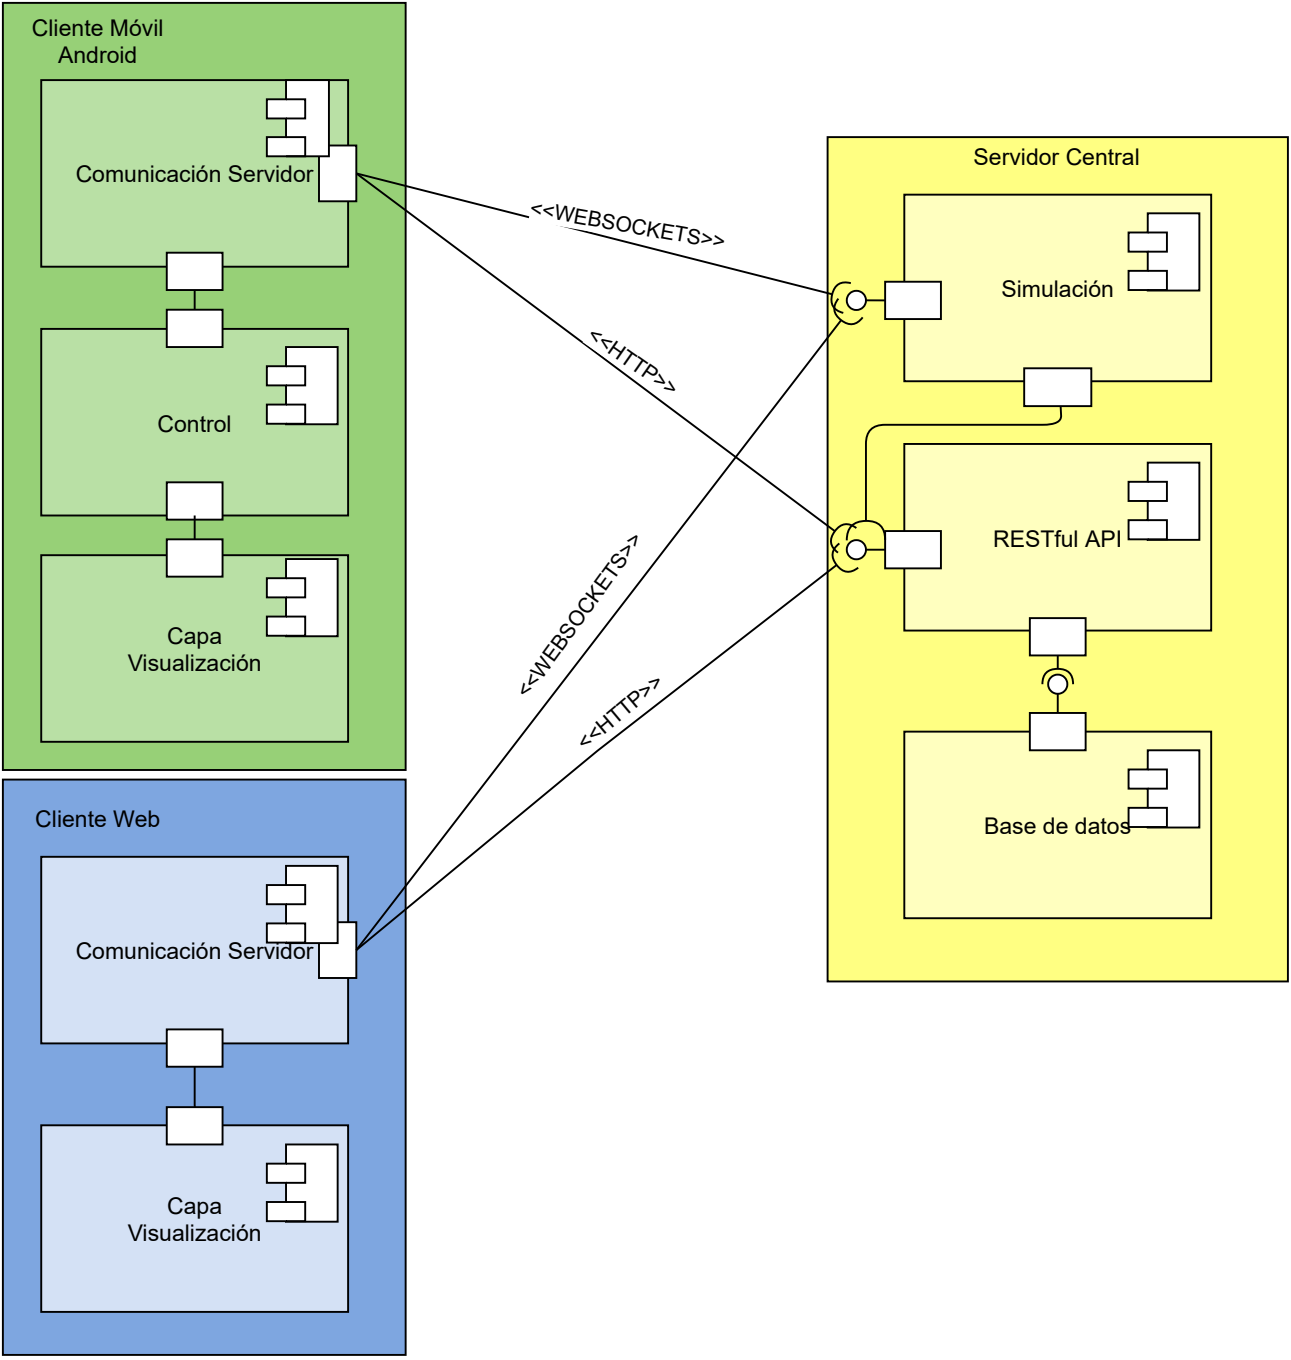 Cliente Móvil
Android
Comunicación Servidor
Control
Capa
Visualización
Cliente Web
Comunicación Servidor
Capa
Visualización
<<WEBSOCKETS>>
<<HTTP>>
<<WEBSOCKETS>>
<<HTTP>>
Servidor Central
Simulación
RESTful API
Base de datos